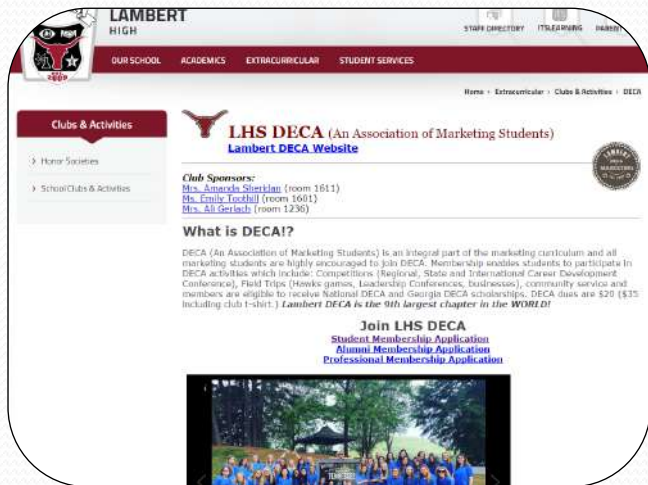 LAMBERT
HIGH
STAFF DIRECTORY ITSLEARNING PARENT
OUR SCHOOL ACADEMICS EXTRACURRICULAR STUDENT SERVICES
Home › Extracurricular › Clubs & Activities › DECA
Clubs & Activities
› Honor Societies
› School Clubs & Activities
LHS DECA (An Association of Marketing Students)
Lambert DECA Website
LAMBERT
Club Sponsors:
Mrs. Amanda Sheridan (room 1611)
Ms. Emily Toothill (room 1601)
Mrs. Ali Gerlach (room 1236)
What is DECA!?
DECA (An Association of Marketing Students) is an integral part of the marketing curriculum and all
marketing students are highly encouraged to join DECA. Membership enables students to participate in
DECA activities which include: Competitions (Regional, State and International Career Development
Conference), Field Trips (Hawks games, Leadership Conferences, businesses), community service and
members are eligible to receive National DECA and Georgia DECA scholarships. DECA dues are $20 ($35
including club t-shirt.) Lambert DECA is the 9th largest chapter in the WORLD!
Join LHS DECA
Student Membership Application
Alumni Membership Application
Professional Membership Application